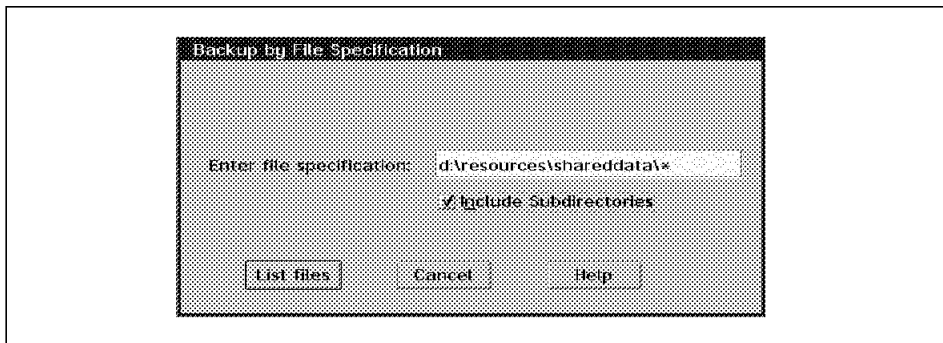 Backup by File Specification
Enter file specification: d:\resources\shareddata\*
✓ Include Subdirectories
List files Cancel Help